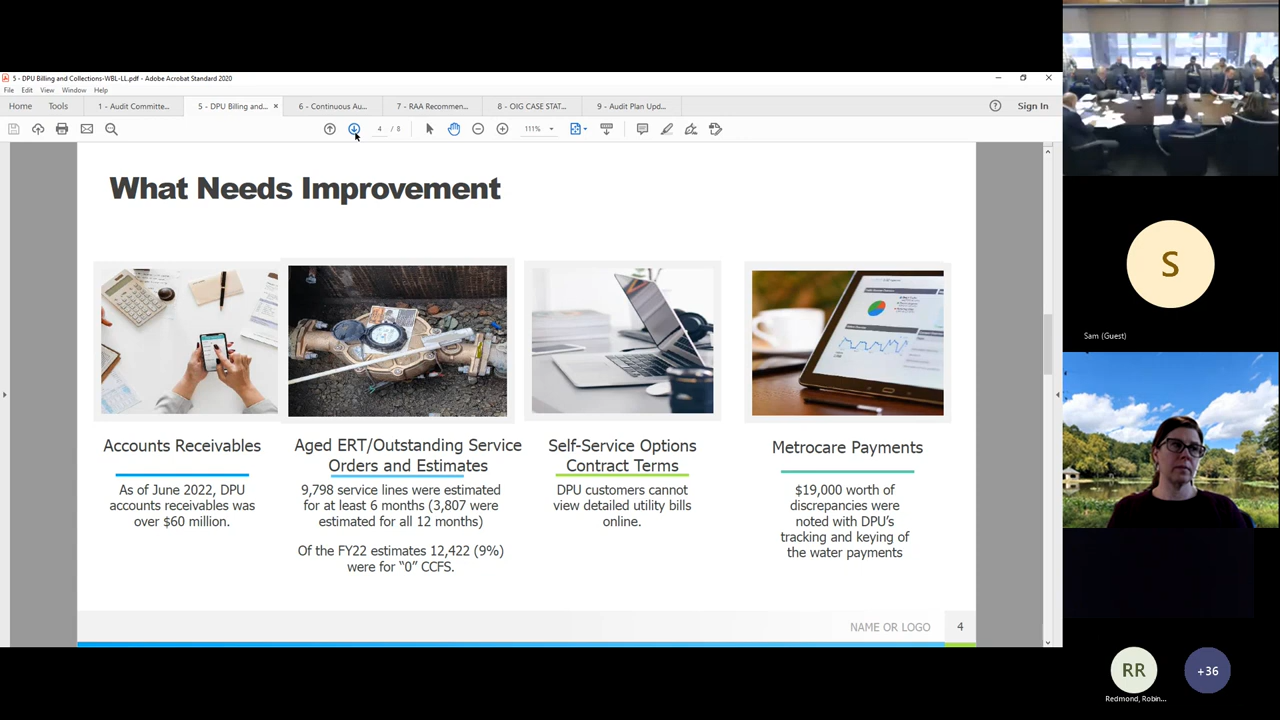 5 - DPU Billing and Collections-WBL-LL.pdf - Adobe Acrobat Standard 2020
File Edit View Window Help
Home Tools 1 - Audit Committe... 5 - DPU Billing and... × 6 - Continuous Au... 7 - RAA Recommen... 8 - OIG CASE STAT... 9 - Audit Plan Upd... Sign In
4 / 8 111%
What Needs Improvement
Accounts Receivables
As of June 2022, DPU
accounts receivables was
over $60 million.
Aged ERT/Outstanding Service
Orders and Estimates
9,798 service lines were estimated
for at least 6 months (3,807 were
estimated for all 12 months)
Of the FY22 estimates 12,422 (9%)
were for “0” CCFS.
Self-Service Options
Contract Terms
DPU customers cannot
view detailed utility bills
online.
Metrocare Payments
$19,000 worth of
discrepancies were
noted with DPU’s
tracking and keying of
the water payments
NAME OR LOGO 4
S
Sam (Guest)
RR
Redmond, Robin...
+36